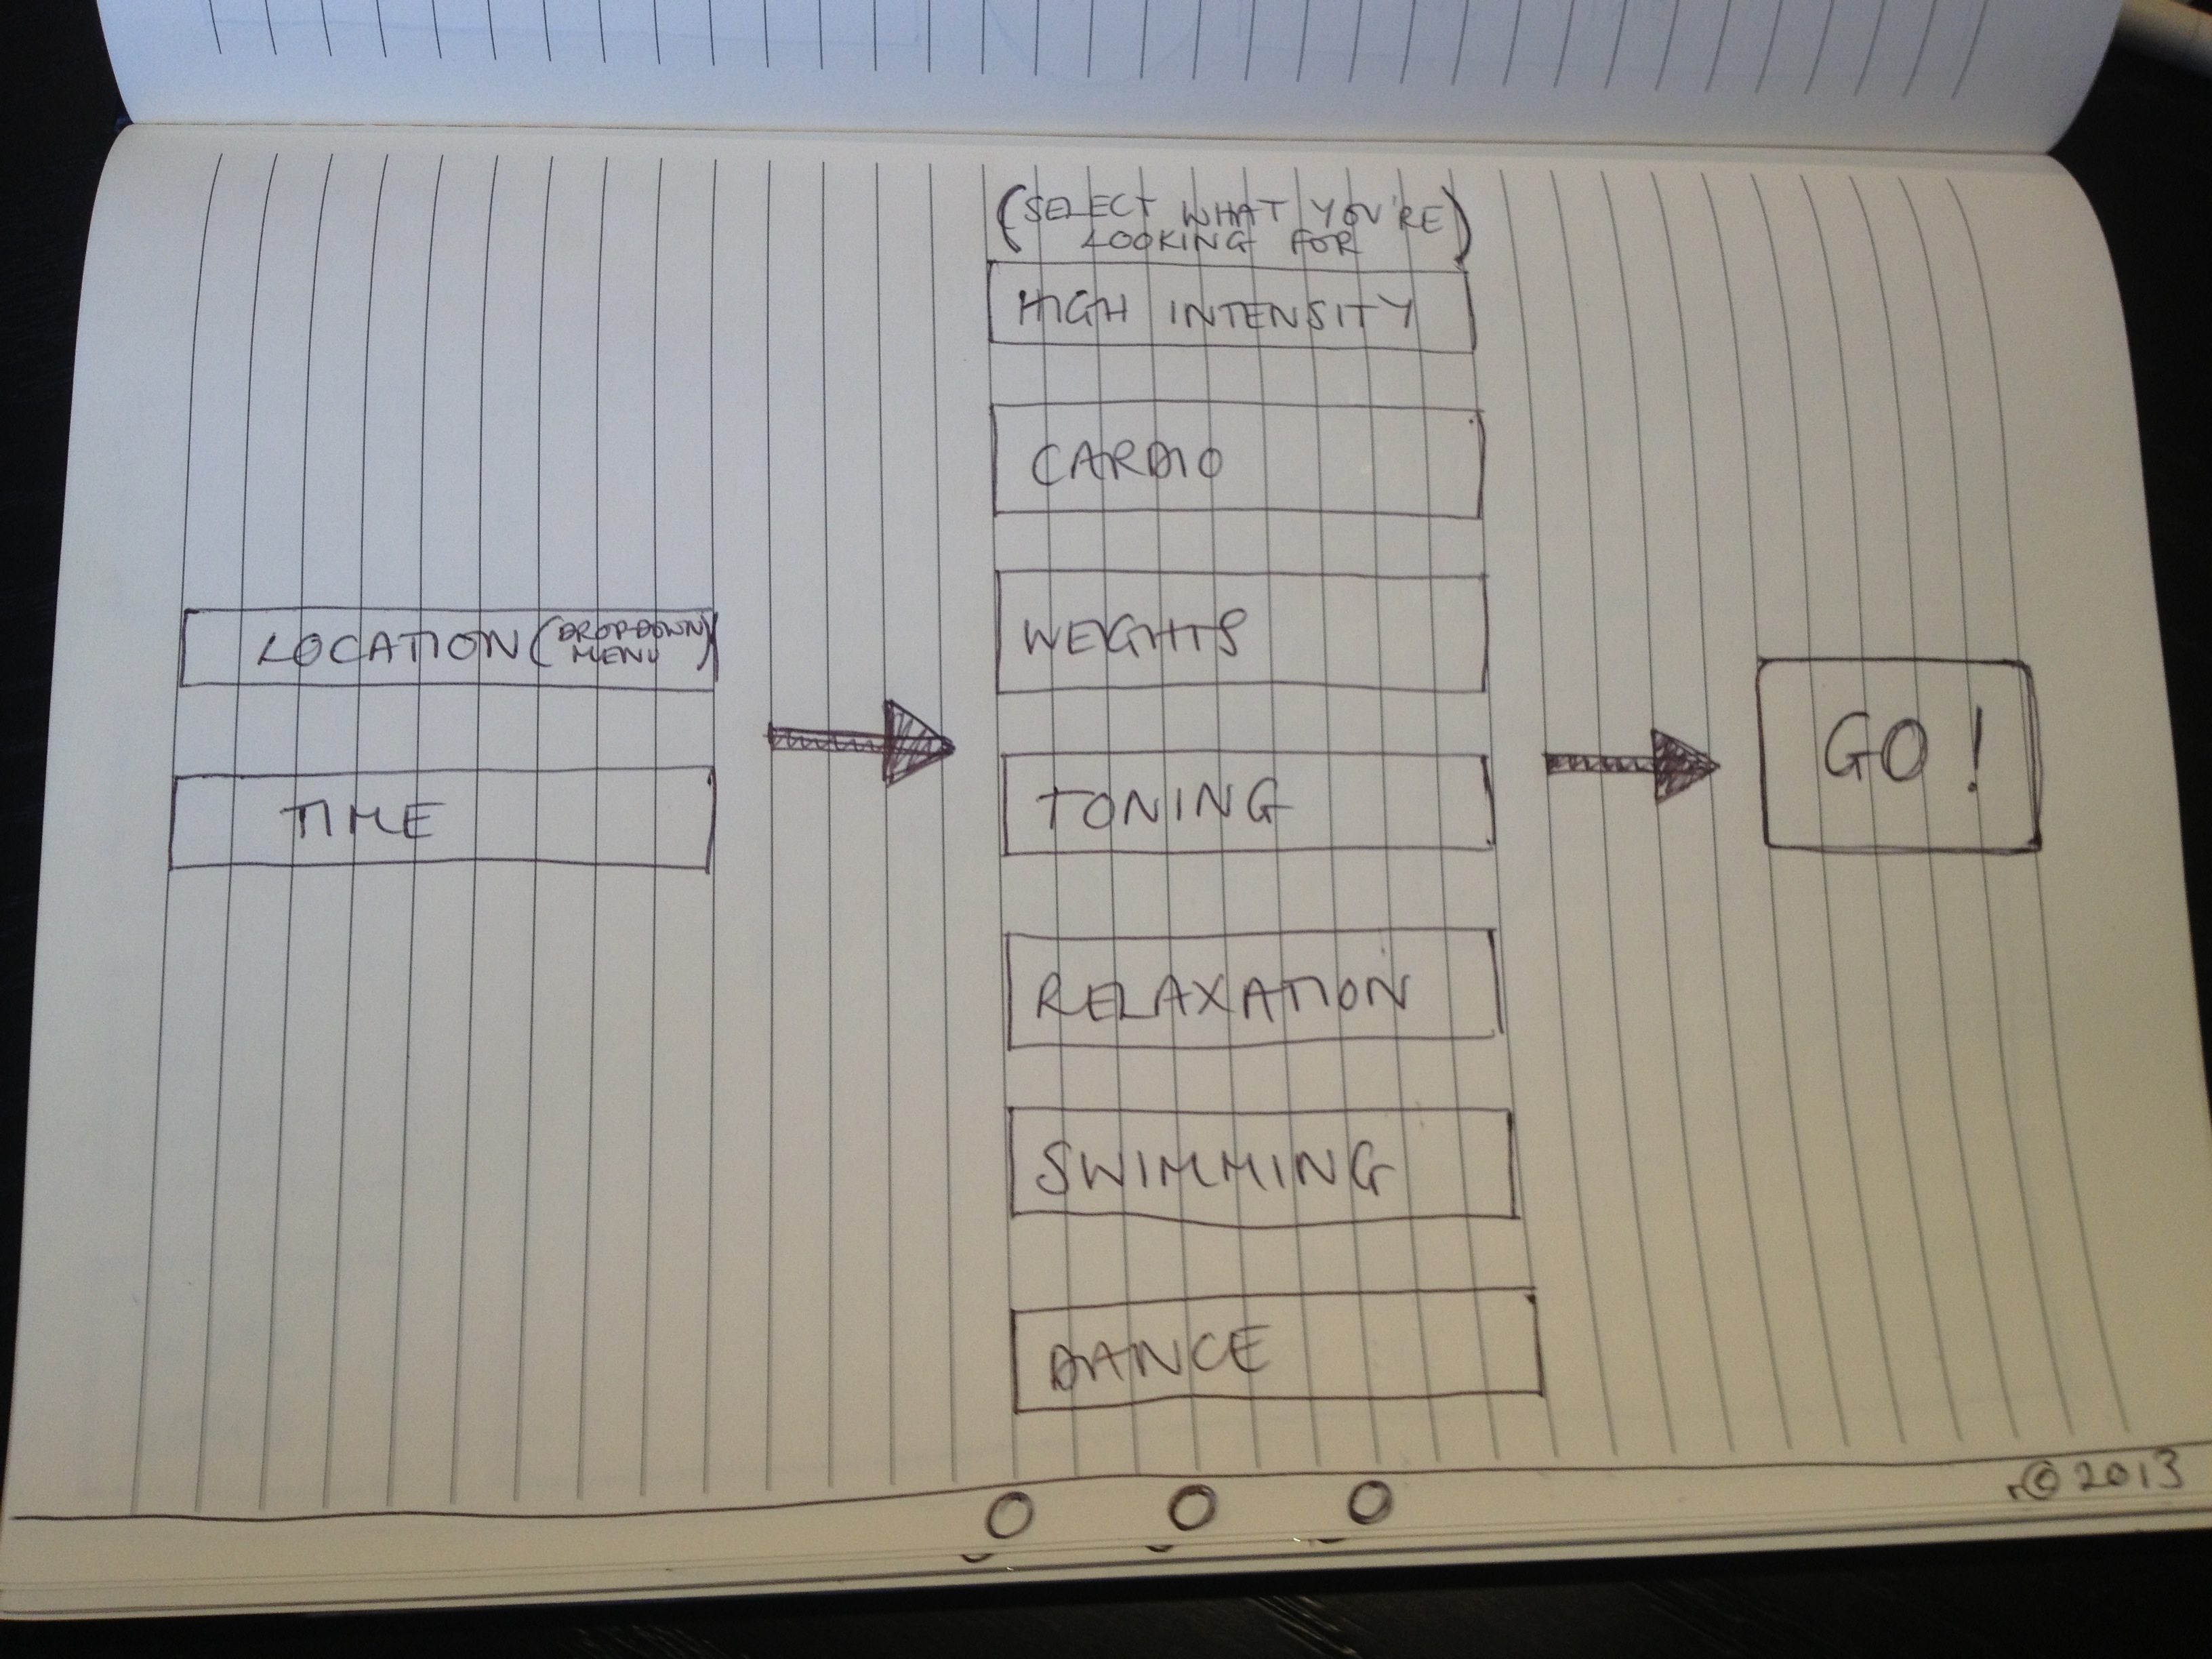 (SELECT WHAT YOU'RE
LOOKING FOR)
HIGH INTENSITY
CARDIO
WEIGHTS
TONING
RELAXATION
SWIMMING
DANCE
LOCATION (DROPDOWN
MENU)
TIME
GO!
© 2013